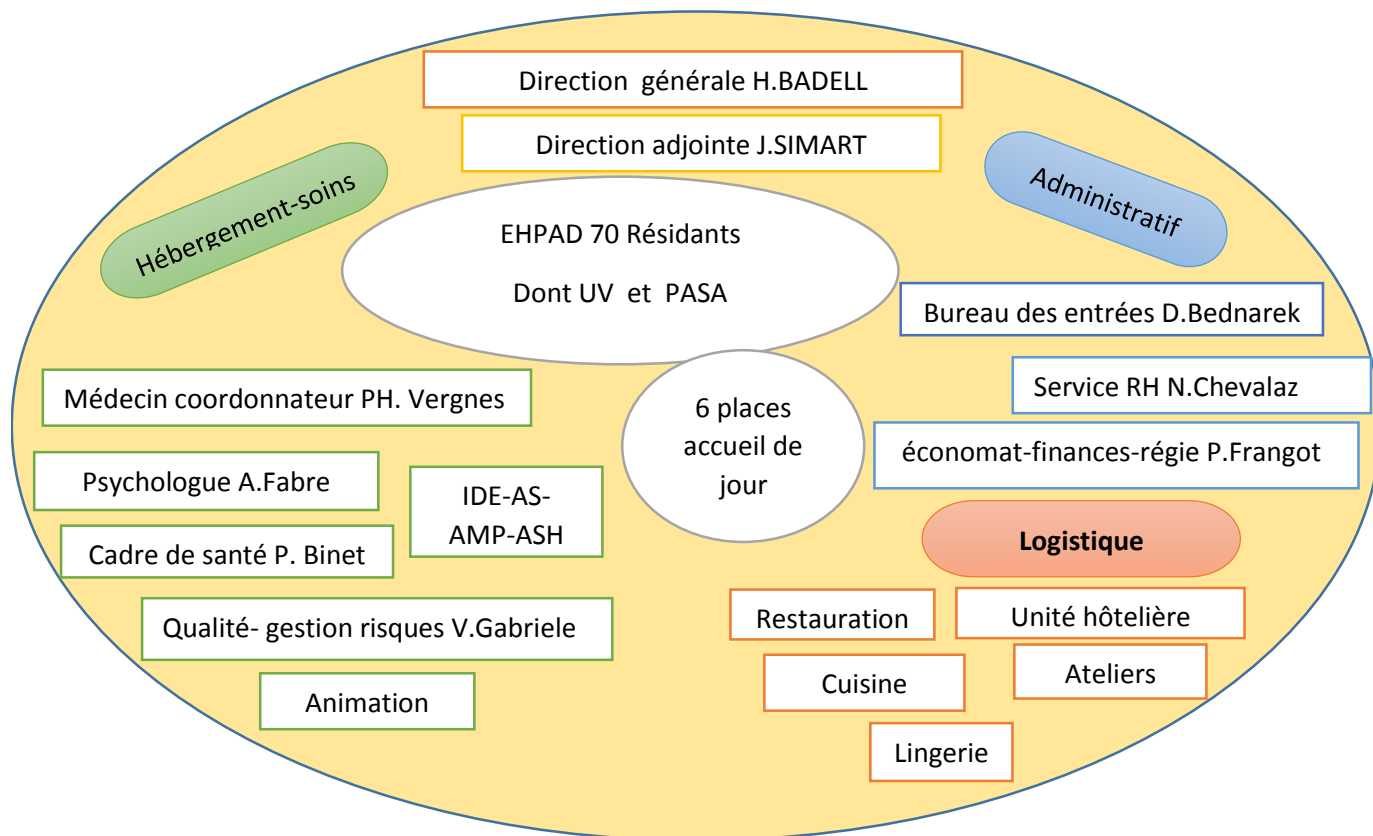 Direction générale H.BADELL
Direction adjointe J.SIMART
Hébergement-soins
Administratif
EHPAD 70 Résidants
Dont UV et PASA
Bureau des entrées D.Bednarek
Service RH N.Chevalaz
économat-finances-régie P.Frangot
6 places
accueil de
jour
Médecin coordonnateur PH. Vergnes
Psychologue A.Fabre
IDE-AS-
AMP-ASH
Cadre de santé P. Binet
Qualité- gestion risques V.Gabriele
Animation
Logistique
Restauration
Unité hôtelière
Cuisine
Ateliers
Lingerie